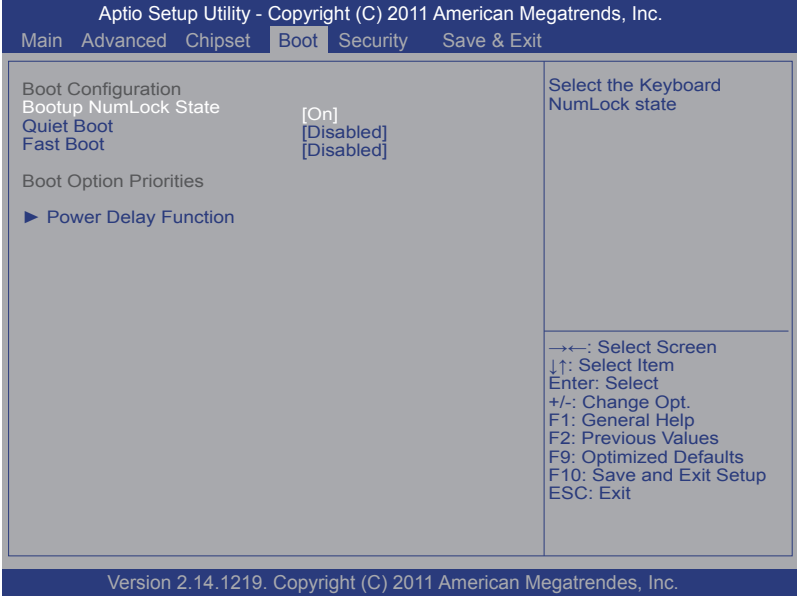 Aptio Setup Utility - Copyright (C) 2011 American Megatrends, Inc.
Main Advanced Chipset Boot Security Save & Exit
Boot Configuration
Bootup NumLock State [On]
Quiet Boot [Disabled]
Fast Boot [Disabled]
Boot Option Priorities
► Power Delay Function
Select the Keyboard
NumLock state
→←: Select Screen
↓↑: Select Item
Enter: Select
+/-: Change Opt.
F1: General Help
F2: Previous Values
F9: Optimized Defaults
F10: Save and Exit Setup
ESC: Exit
Version 2.14.1219. Copyright (C) 2011 American Megatrendes, Inc.